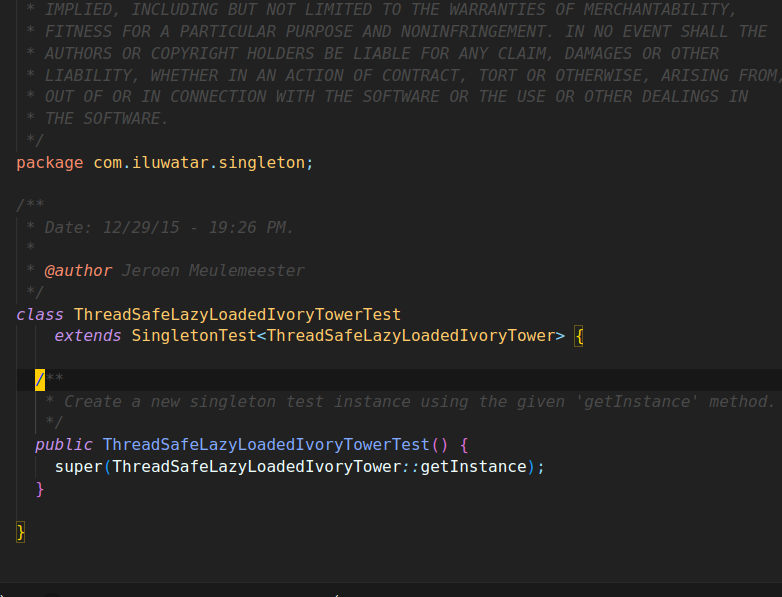 * IMPLIED, INCLUDING BUT NOT LIMITED TO THE WARRANTIES OF MERCHANTABILITY,
* FITNESS FOR A PARTICULAR PURPOSE AND NONINFRINGEMENT. IN NO EVENT SHALL THE
* AUTHORS OR COPYRIGHT HOLDERS BE LIABLE FOR ANY CLAIM, DAMAGES OR OTHER
* LIABILITY, WHETHER IN AN ACTION OF CONTRACT, TORT OR OTHERWISE, ARISING FROM,
* OUT OF OR IN CONNECTION WITH THE SOFTWARE OR THE USE OR OTHER DEALINGS IN
* THE SOFTWARE.
*/
package com.iluwatar.singleton;
/**
* Date: 12/29/15 - 19:26 PM.
*
* @author Jeroen Meulemeester
*/
class ThreadSafeLazyLoadedIvoryTowerTest
extends SingletonTest<ThreadSafeLazyLoadedIvoryTower> {
/**
* Create a new singleton test instance using the given 'getInstance' method.
*/
public ThreadSafeLazyLoadedIvoryTowerTest() {
super(ThreadSafeLazyLoadedIvoryTower::getInstance);
}
}